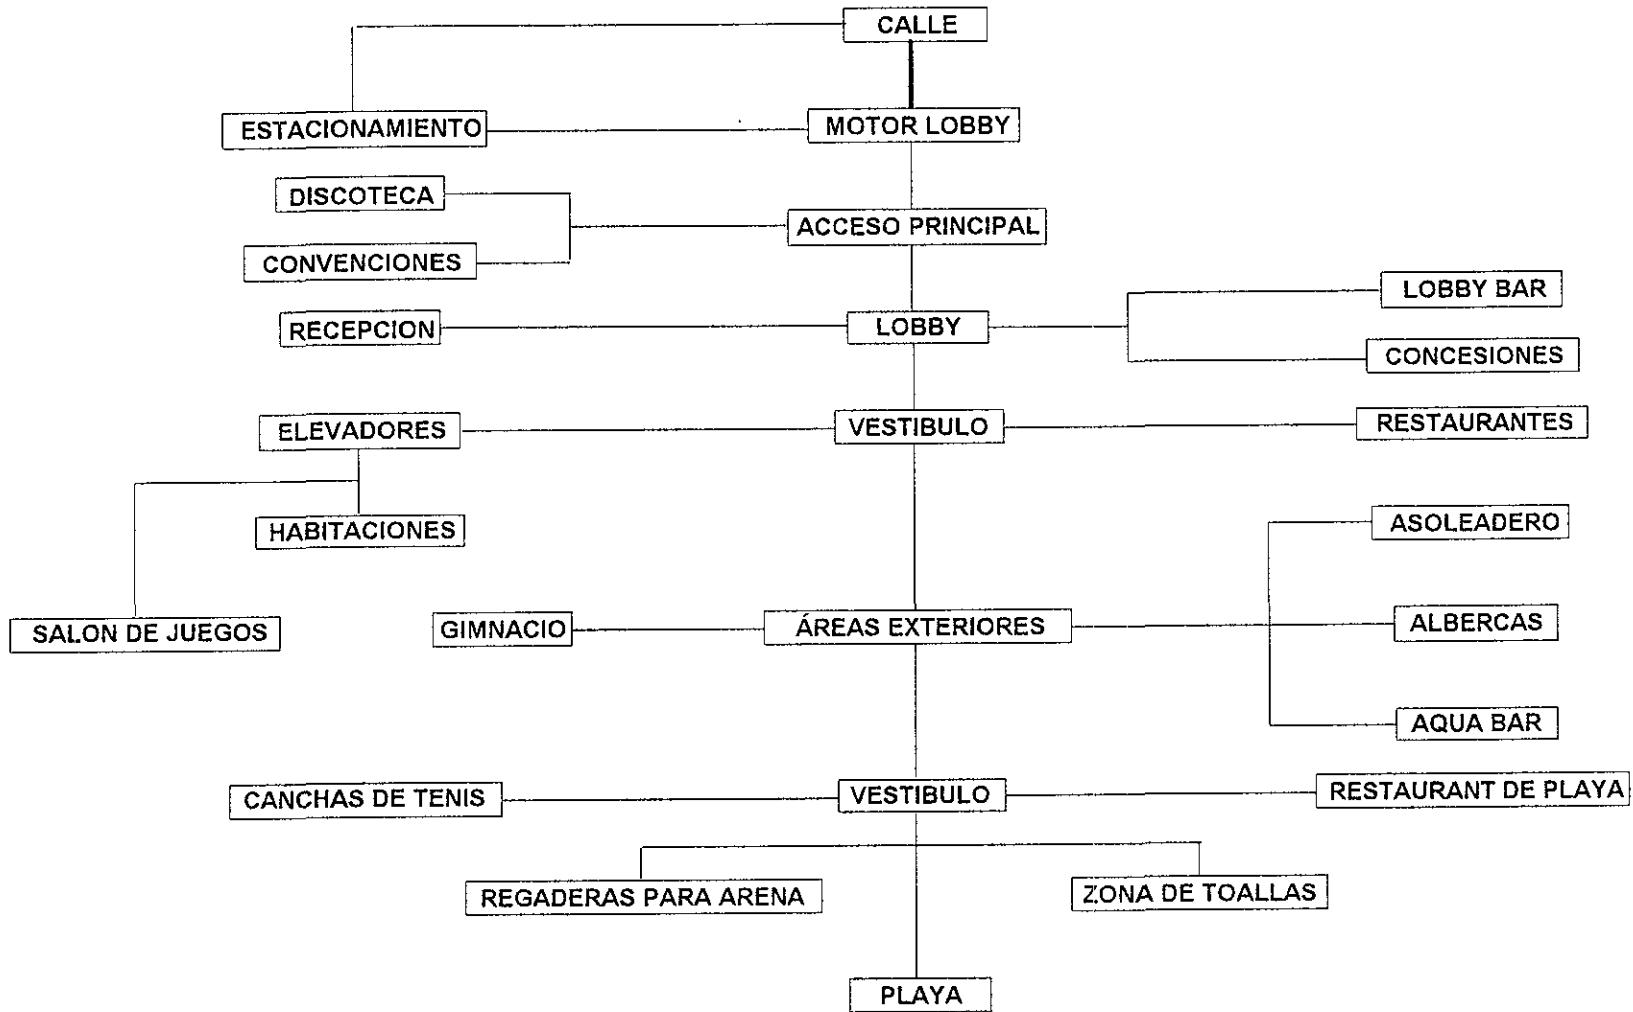 CALLE
ESTACIONAMIENTO
MOTOR LOBBY
DISCOTECA
ACCESO PRINCIPAL
CONVENCIONES
LOBBY BAR
RECEPCION
LOBBY
CONCESIONES
ELEVADORES
VESTIBULO
RESTAURANTES
HABITACIONES
ASOLEADERO
SALON DE JUEGOS
GIMNACIO
ÁREAS EXTERIORES
ALBERCAS
AQUA BAR
CANCHAS DE TENIS
VESTIBULO
RESTAURANT DE PLAYA
REGADERAS PARA ARENA
ZONA DE TOALLAS
PLAYA